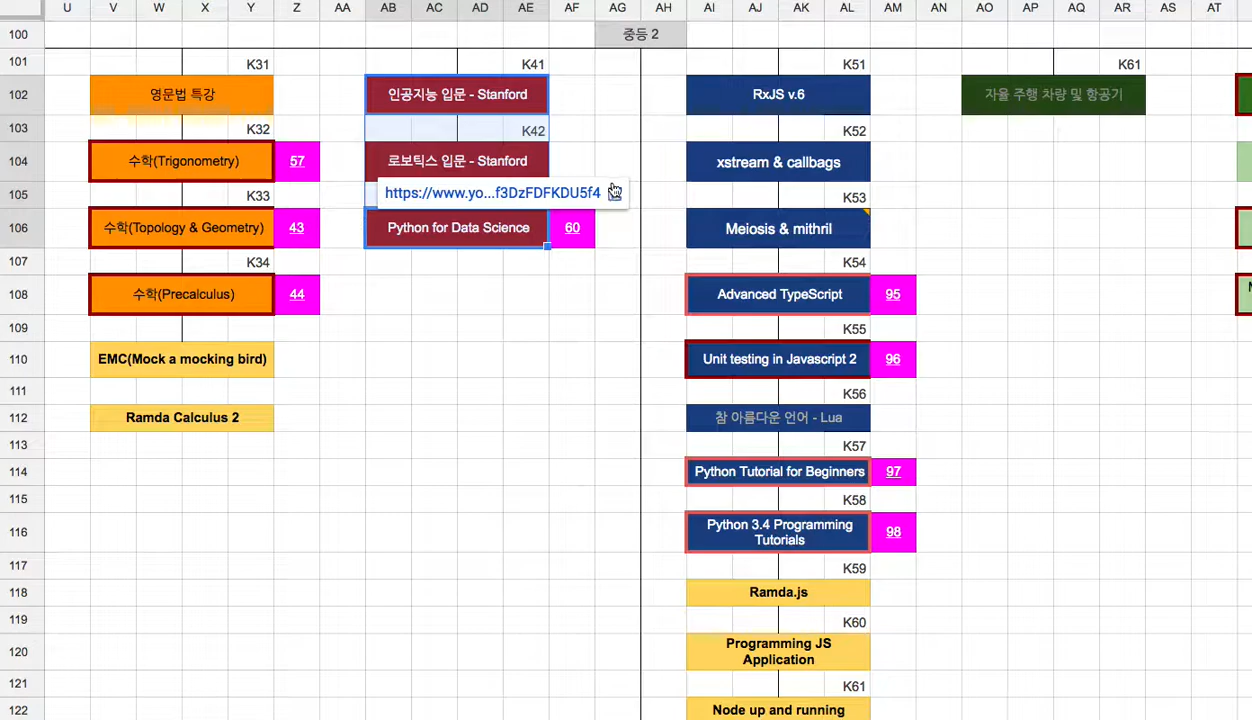 U V W X Y Z AA AB AC AD AE AF AG AH AI AJ AK AL AM AN AO AP AQ AR AS AT
100 중등 2
101 K31 K41 K51 K61
102 영문법 특강 인공지능 입문 - Stanford RxJS v.6 자율 주행 차량 및 항공기
103 K32 K42 K52
104 수학(Trigonometry) 57 로보틱스 입문 - Stanford xstream & callbags
105 K33 https://www.yo...f3DzFDFKDU5f4 K53
106 수학(Topology & Geometry) 43 Python for Data Science 60 Meiosis & mithril
107 K34 K54
108 수학(Precalculus) 44 Advanced TypeScript 95
109 K55
110 EMC(Mock a mocking bird) Unit testing in Javascript 2 96
111 K56
112 Ramda Calculus 2 참 아름다운 언어 - Lua
113 K57
114 Python Tutorial for Beginners 97
115 K58
116 Python 3.4 Programming
Tutorials 98
117 K59
118 Ramda.js
119 K60
120 Programming JS
Application
121 K61
122 Node up and running